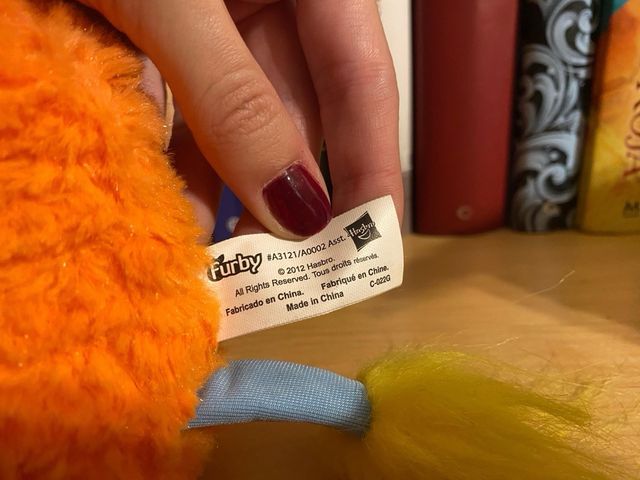 Furby #A3121/A0002 Asst. Hasbro
© 2012 Hasbro.
All Rights Reserved. Tous droits réservés.
Fabricado en China. Fabriqué en Chine.
Made in China C-022G